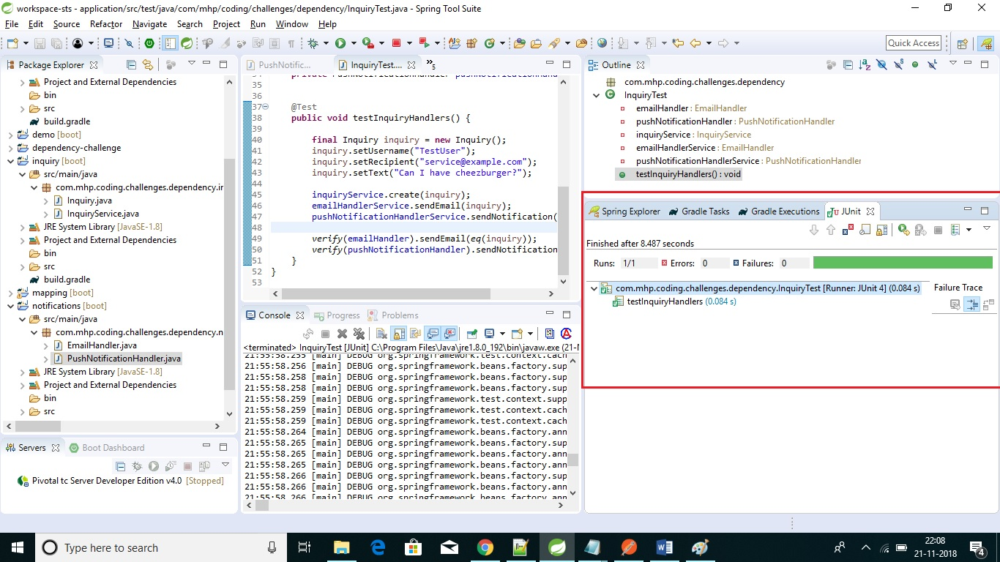 workspace-sts - application/src/test/java/com/mhp/coding/challenges/dependency/InquiryTest.java - Spring Tool Suite
File Edit Source Refactor Navigate Search Project Run Window Help
Quick Access
Package Explorer
Project and External Dependencies
bin
src
build.gradle
demo [boot]
dependency-challenge
inquiry [boot]
src/main/java
com.mhp.coding.challenges.dependency.ir
Inquiry.java
InquiryService.java
JRE System Library [JavaSE-1.8]
Project and External Dependencies
bin
src
build.gradle
mapping [boot]
notifications [boot]
src/main/java
com.mhp.coding.challenges.dependency.n
EmailHandler.java
PushNotificationHandler.java
JRE System Library [JavaSE-1.8]
Project and External Dependencies
bin
src
Servers Boot Dashboard
Pivotal tc Server Developer Edition v4.0 [Stopped]
PushNotific... InquiryTest.... »5
34 private PushNotificationHandler pushNotificationHand
35
36
37 @Test
38 public void testInquiryHandlers() {
39
40 final Inquiry inquiry = new Inquiry();
41 inquiry.setUsername("TestUser");
42 inquiry.setRecipient("service@example.com");
43 inquiry.setText("Can I have cheezburger?");
44
45 inquiryService.create(inquiry);
46 emailHandlerService.sendEmail(inquiry);
47 pushNotificationHandlerService.sendNotification(
48
49 verify(emailHandler).sendEmail(eq(inquiry));
50 verify(pushNotificationHandler).sendNotification
51 }
52 }
53
Console Progress Problems
<terminated> InquiryTest [JUnit] C:\Program Files\Java\jre1.8.0_192\bin\javaw.exe (21-N
21:55:58.255 [main] DEBUG org.springframework.test.context.cach
21:55:58.256 [main] DEBUG org.springframework.beans.factory.sup
21:55:58.258 [main] DEBUG org.springframework.beans.factory.sup
21:55:58.258 [main] DEBUG org.springframework.beans.factory.sup
21:55:58.259 [main] DEBUG org.springframework.test.context.supp
21:55:58.259 [main] DEBUG org.springframework.test.context.cach
21:55:58.259 [main] DEBUG org.springframework.test.context.cach
21:55:58.264 [main] DEBUG org.springframework.beans.factory.ann
21:55:58.265 [main] DEBUG org.springframework.beans.factory.sup
21:55:58.265 [main] DEBUG org.springframework.beans.factory.ann
21:55:58.265 [main] DEBUG org.springframework.beans.factory.ann
21:55:58.266 [main] DEBUG org.springframework.beans.factory.sup
21:55:58.266 [main] DEBUG org.springframework.beans.factory.ann
21:55:58.266 [main] DEBUG org.springframework.beans.factory.ann
Outline
com.mhp.coding.challenges.dependency
InquiryTest
emailHandler : EmailHandler
pushNotificationHandler : PushNotificationHandler
inquiryService : InquiryService
emailHandlerService : EmailHandler
pushNotificationHandlerService : PushNotificationHandler
testInquiryHandlers() : void
Spring Explorer Gradle Tasks Gradle Executions JUnit
Finished after 8.487 seconds
Runs: 1/1 Errors: 0 Failures: 0
com.mhp.coding.challenges.dependency.InquiryTest [Runner: JUnit 4] (0.084 s)
testInquiryHandlers (0.084 s)
Failure Trace
Type here to search
22:08
21-11-2018
4